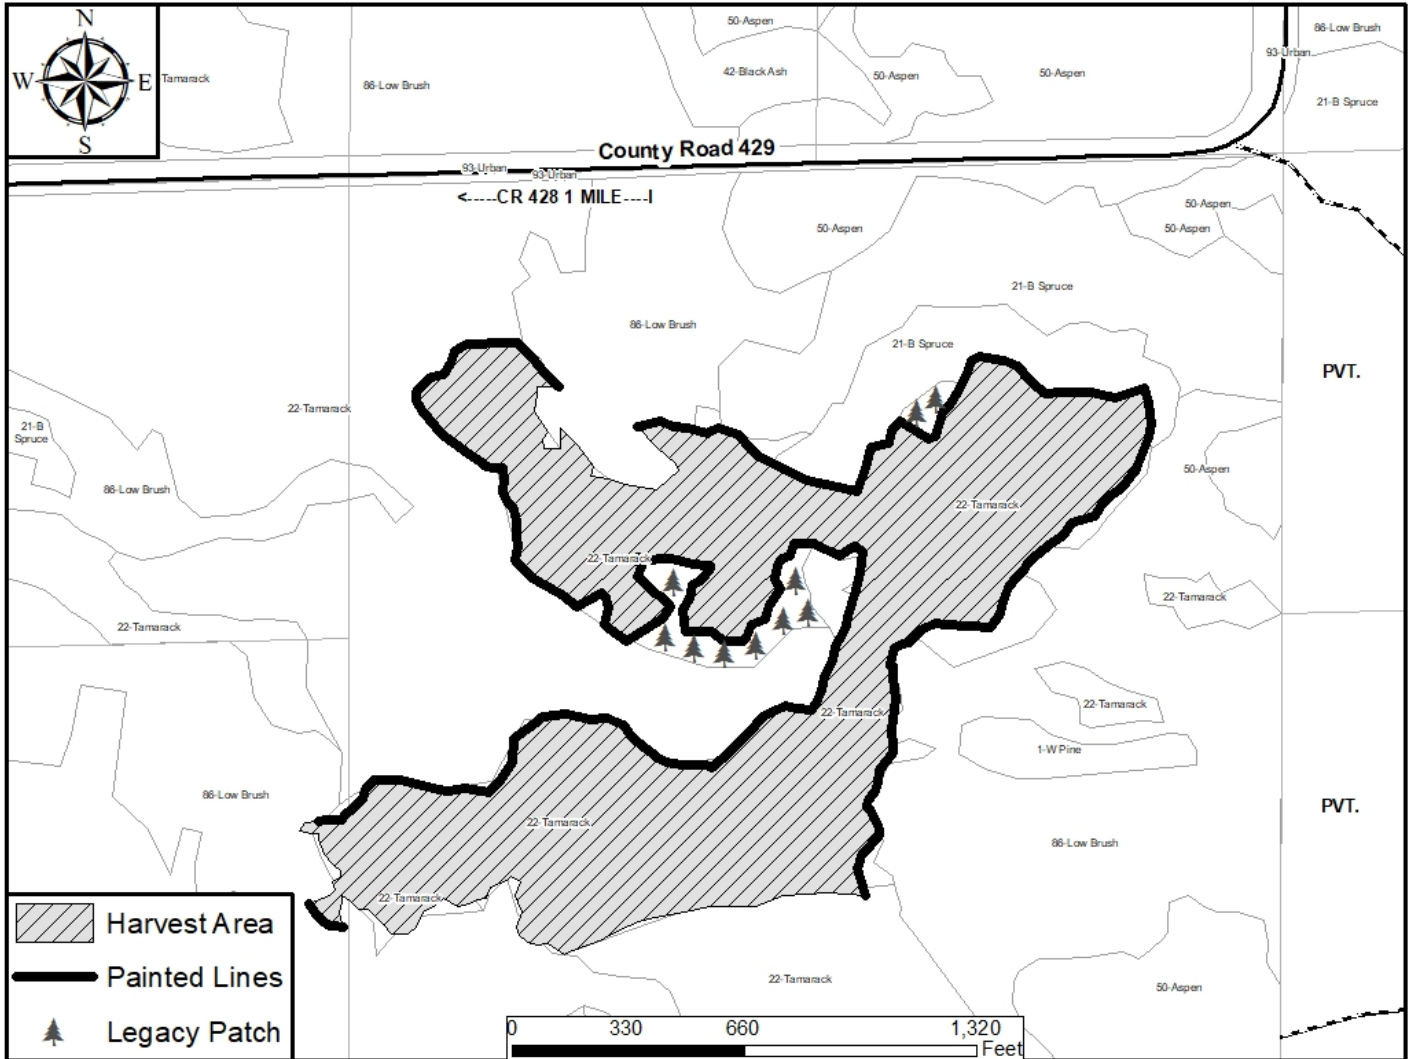 N
W E
S
50-Aspen
86-Low Brush
93-Urban
42-Black Ash
50-Aspen
50-Aspen
Tamarack
86-Low Brush
21-B Spruce
County Road 429
93-Urban
93-Urban
<-----CR 428 1 MILE----I
50-Aspen
50-Aspen
50-Aspen
21-B Spruce
86-Low Brush
21-B Spruce
PVT.
22-Tamarack
21-B
Spruce
50-Aspen
86-Low Brush
22-Tamarack
22-Tamarack
22-Tamarack
22-Tamarack
22-Tamarack
22-Tamarack
1-W Pine
86-Low Brush
PVT.
22-Tamarack
86-Low Brush
22-Tamarack
Harvest Area
Painted Lines
Legacy Patch
22-Tamarack
50-Aspen
0 330 660 1,320
Feet